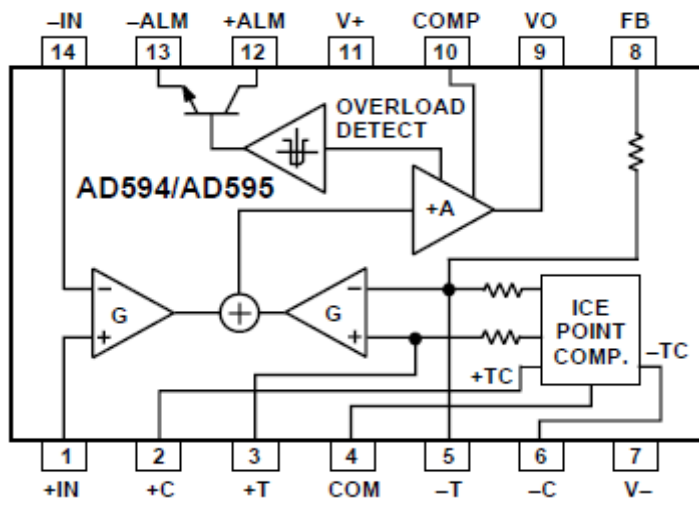 –IN –ALM +ALM V+ COMP VO FB
14 13 12 11 10 9 8
OVERLOAD
DETECT
AD594/AD595
+A
– G +
– G +
ICE
POINT
COMP.
+TC
–TC
1 2 3 4 5 6 7
+IN +C +T COM –T –C V–